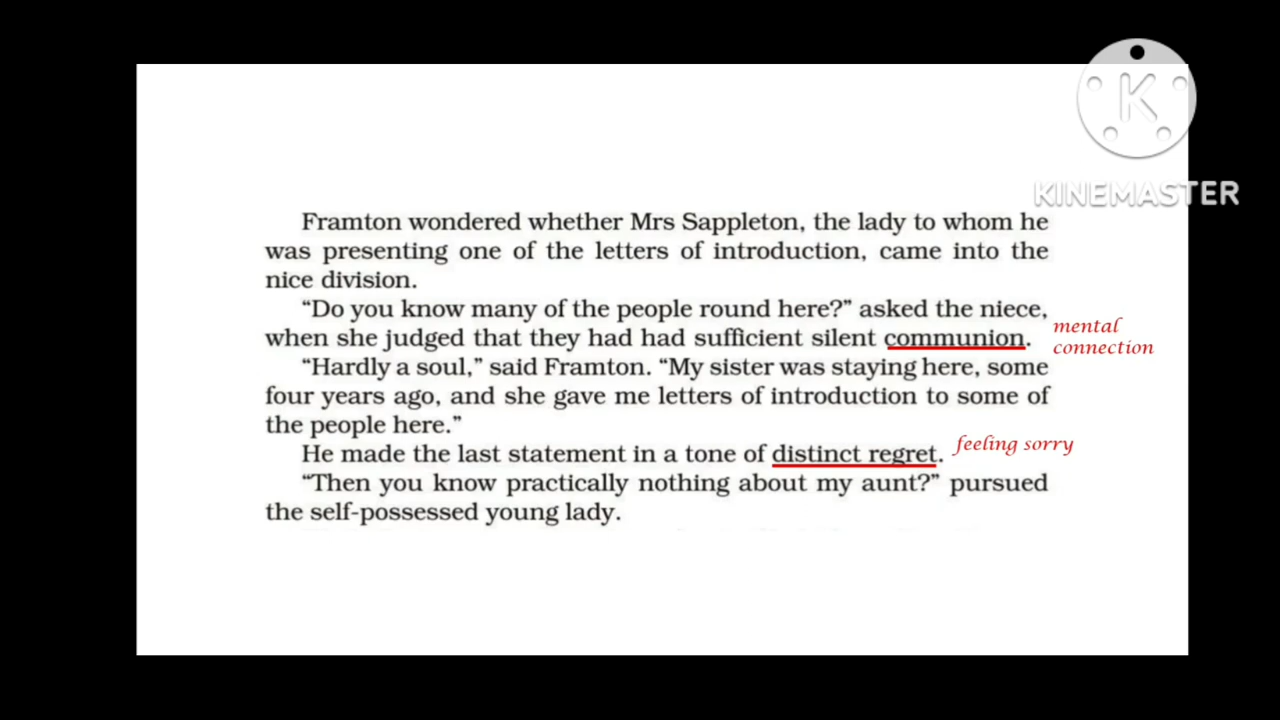 K
KINEMASTER
Framton wondered whether Mrs Sappleton, the lady to whom he
was presenting one of the letters of introduction, came into the
nice division.
“Do you know many of the people round here?” asked the niece,
when she judged that they had had sufficient silent communion.
mental
connection
“Hardly a soul,” said Framton. “My sister was staying here, some
four years ago, and she gave me letters of introduction to some of
the people here.”
He made the last statement in a tone of distinct regret.
feeling sorry
“Then you know practically nothing about my aunt?” pursued
the self-possessed young lady.